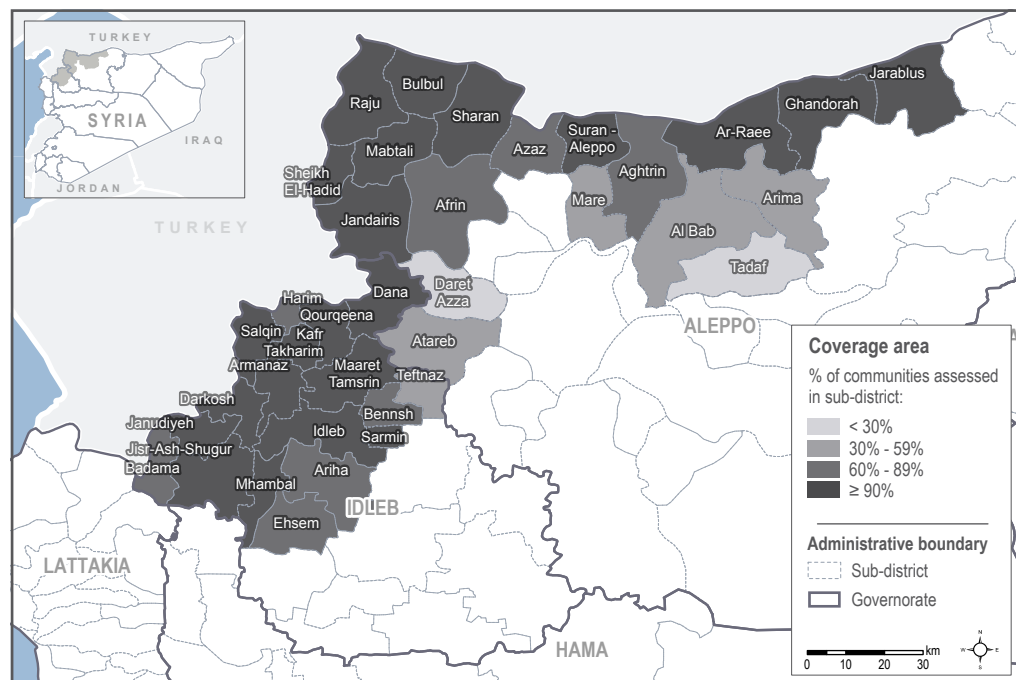 TURKEY
SYRIA
IRAQ
JORDAN
TURKEY
Raju
Bulbul
Sharan
Mabtali
Sheikh
El-Hadid
Jandairis
Afrin
Azaz
Suran -
Aleppo
Aghtrin
Mare
Ar-Raee
Ghandorah
Jarablus
Arima
Al Bab
Tadaf
Daret
Azza
Dana
Harim
Qourqeena
Salqin
Kafr
Takharim
Armanaz
Atareb
Maaret
Tamsrin
Teftnaz
Darkosh
Bennsh
Janudiyeh
Idleb
Sarmin
Jisr-Ash-Shugur
Badama
Ariha
Mhambal
Ehsem
IDLEB
ALEPPO
LATTAKIA
HAMA
Coverage area
% of communities assessed
in sub-district:
< 30%
30% - 59%
60% - 89%
≥ 90%
Administrative boundary
Sub-district
Governorate
N
W
E
S
km
0 5 10 20 30